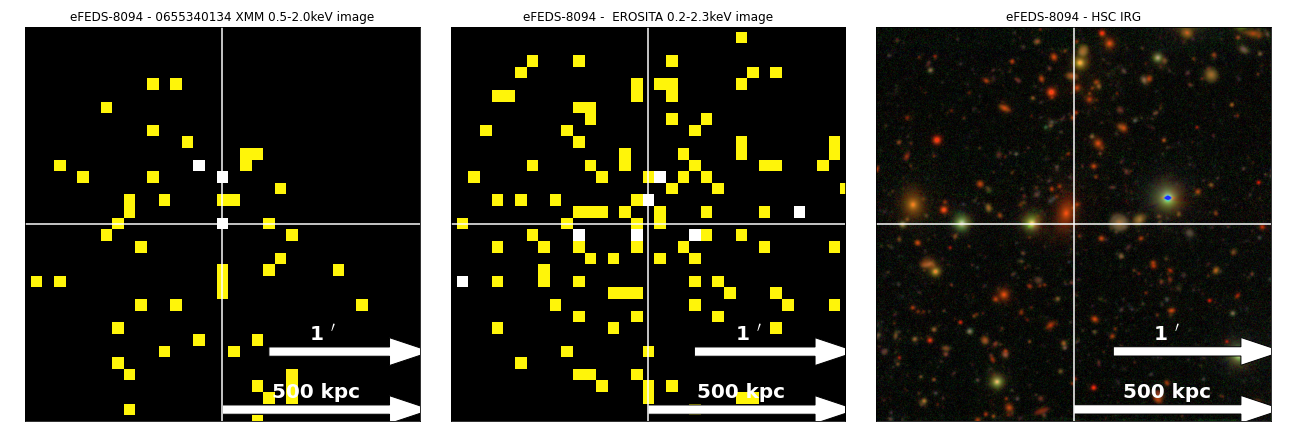 eFEDS-8094 - 0655340134 XMM 0.5-2.0keV image
eFEDS-8094 - EROSITA 0.2-2.3keV image
eFEDS-8094 - HSC IRG
1 ′
500 kpc
1 ′
500 kpc
1 ′
500 kpc